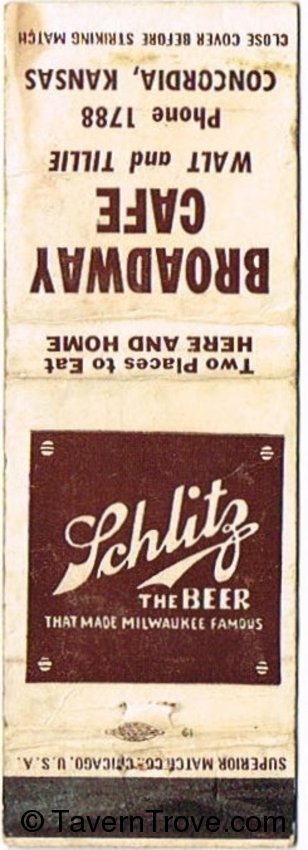 Two Places to Eat
HERE AND HOME
BROADWAY
CAFE
WALT and TILLIE
Phone 1788
CONCORDIA, KANSAS
CLOSE COVER BEFORE STRIKING MATCH
Schlitz
THE BEER
THAT MADE MILWAUKEE FAMOUS
19
SUPERIOR MATCH CO., CHICAGO, U.S.A.
© TavernTrove.com